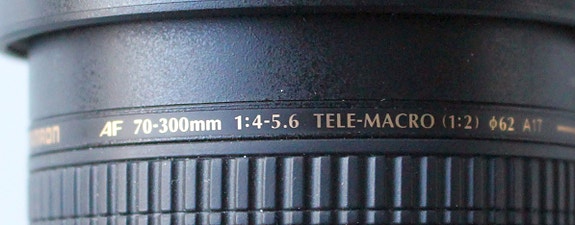 AF 70-300mm 1:4-5.6 TELE-MACRO (1:2) φ62 A17